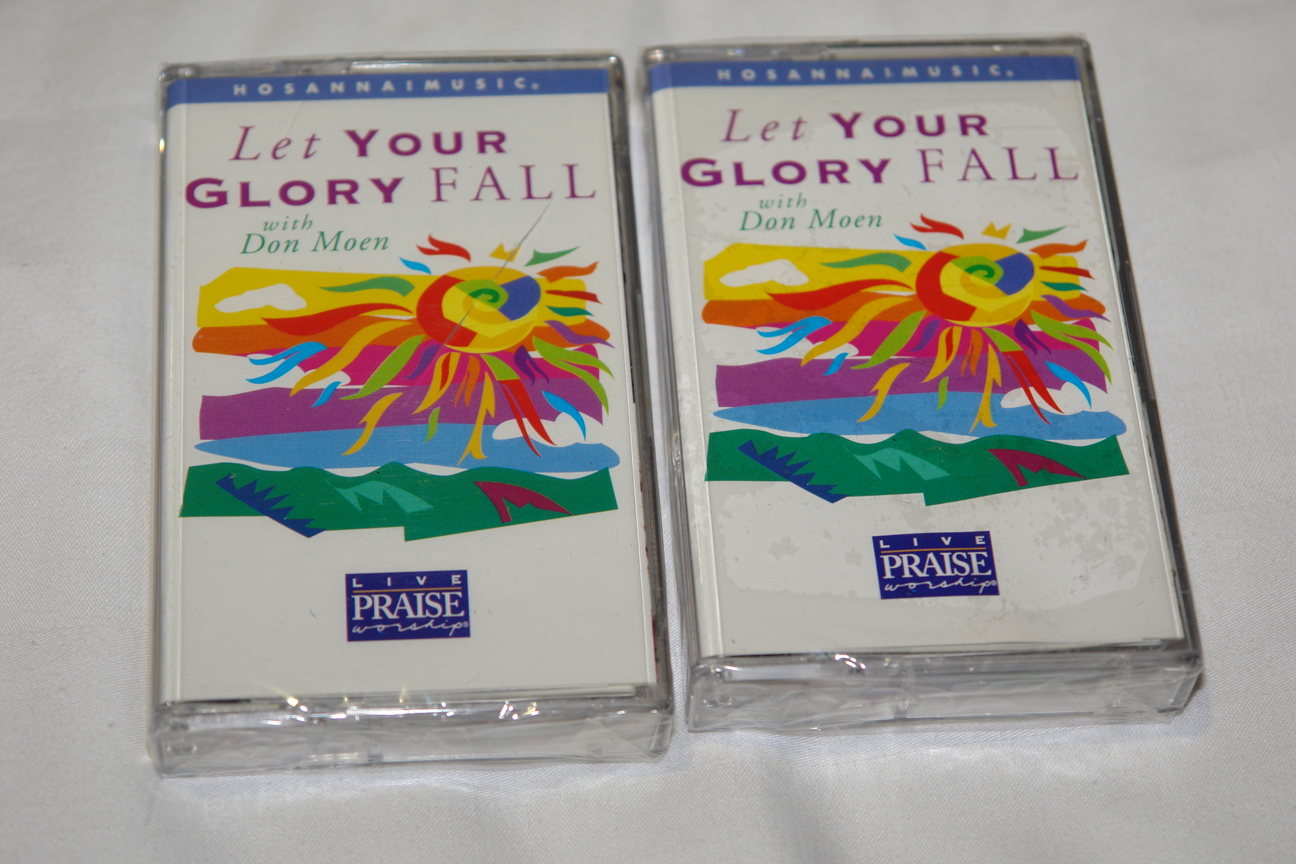 HOSANNA! MUSIC®
Let YOUR
GLORY FALL
with
Don Moen
LIVE
PRAISE
worship®
HOSANNA! MUSIC®
Let YOUR
GLORY FALL
with
Don Moen
LIVE
PRAISE
worship®